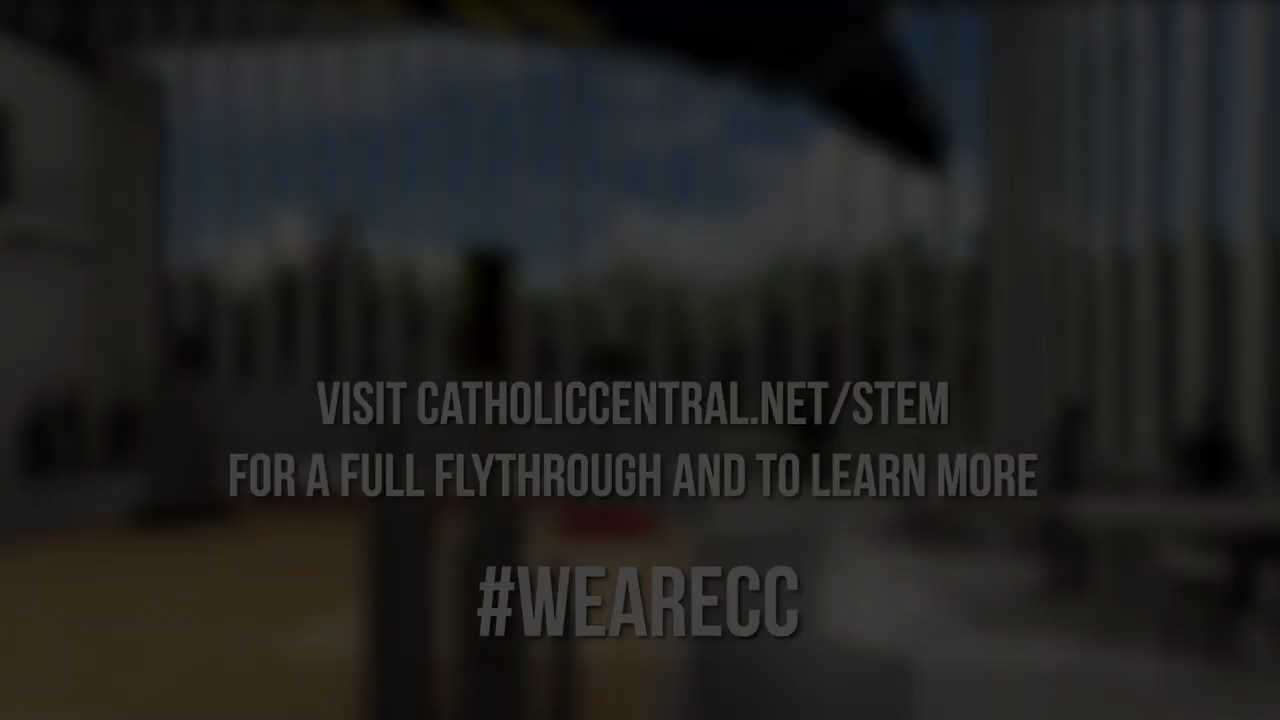 VISIT CATHOLICCENTRAL.NET/STEM
FOR A FULL FLYTHROUGH AND TO LEARN MORE
#WEARECC